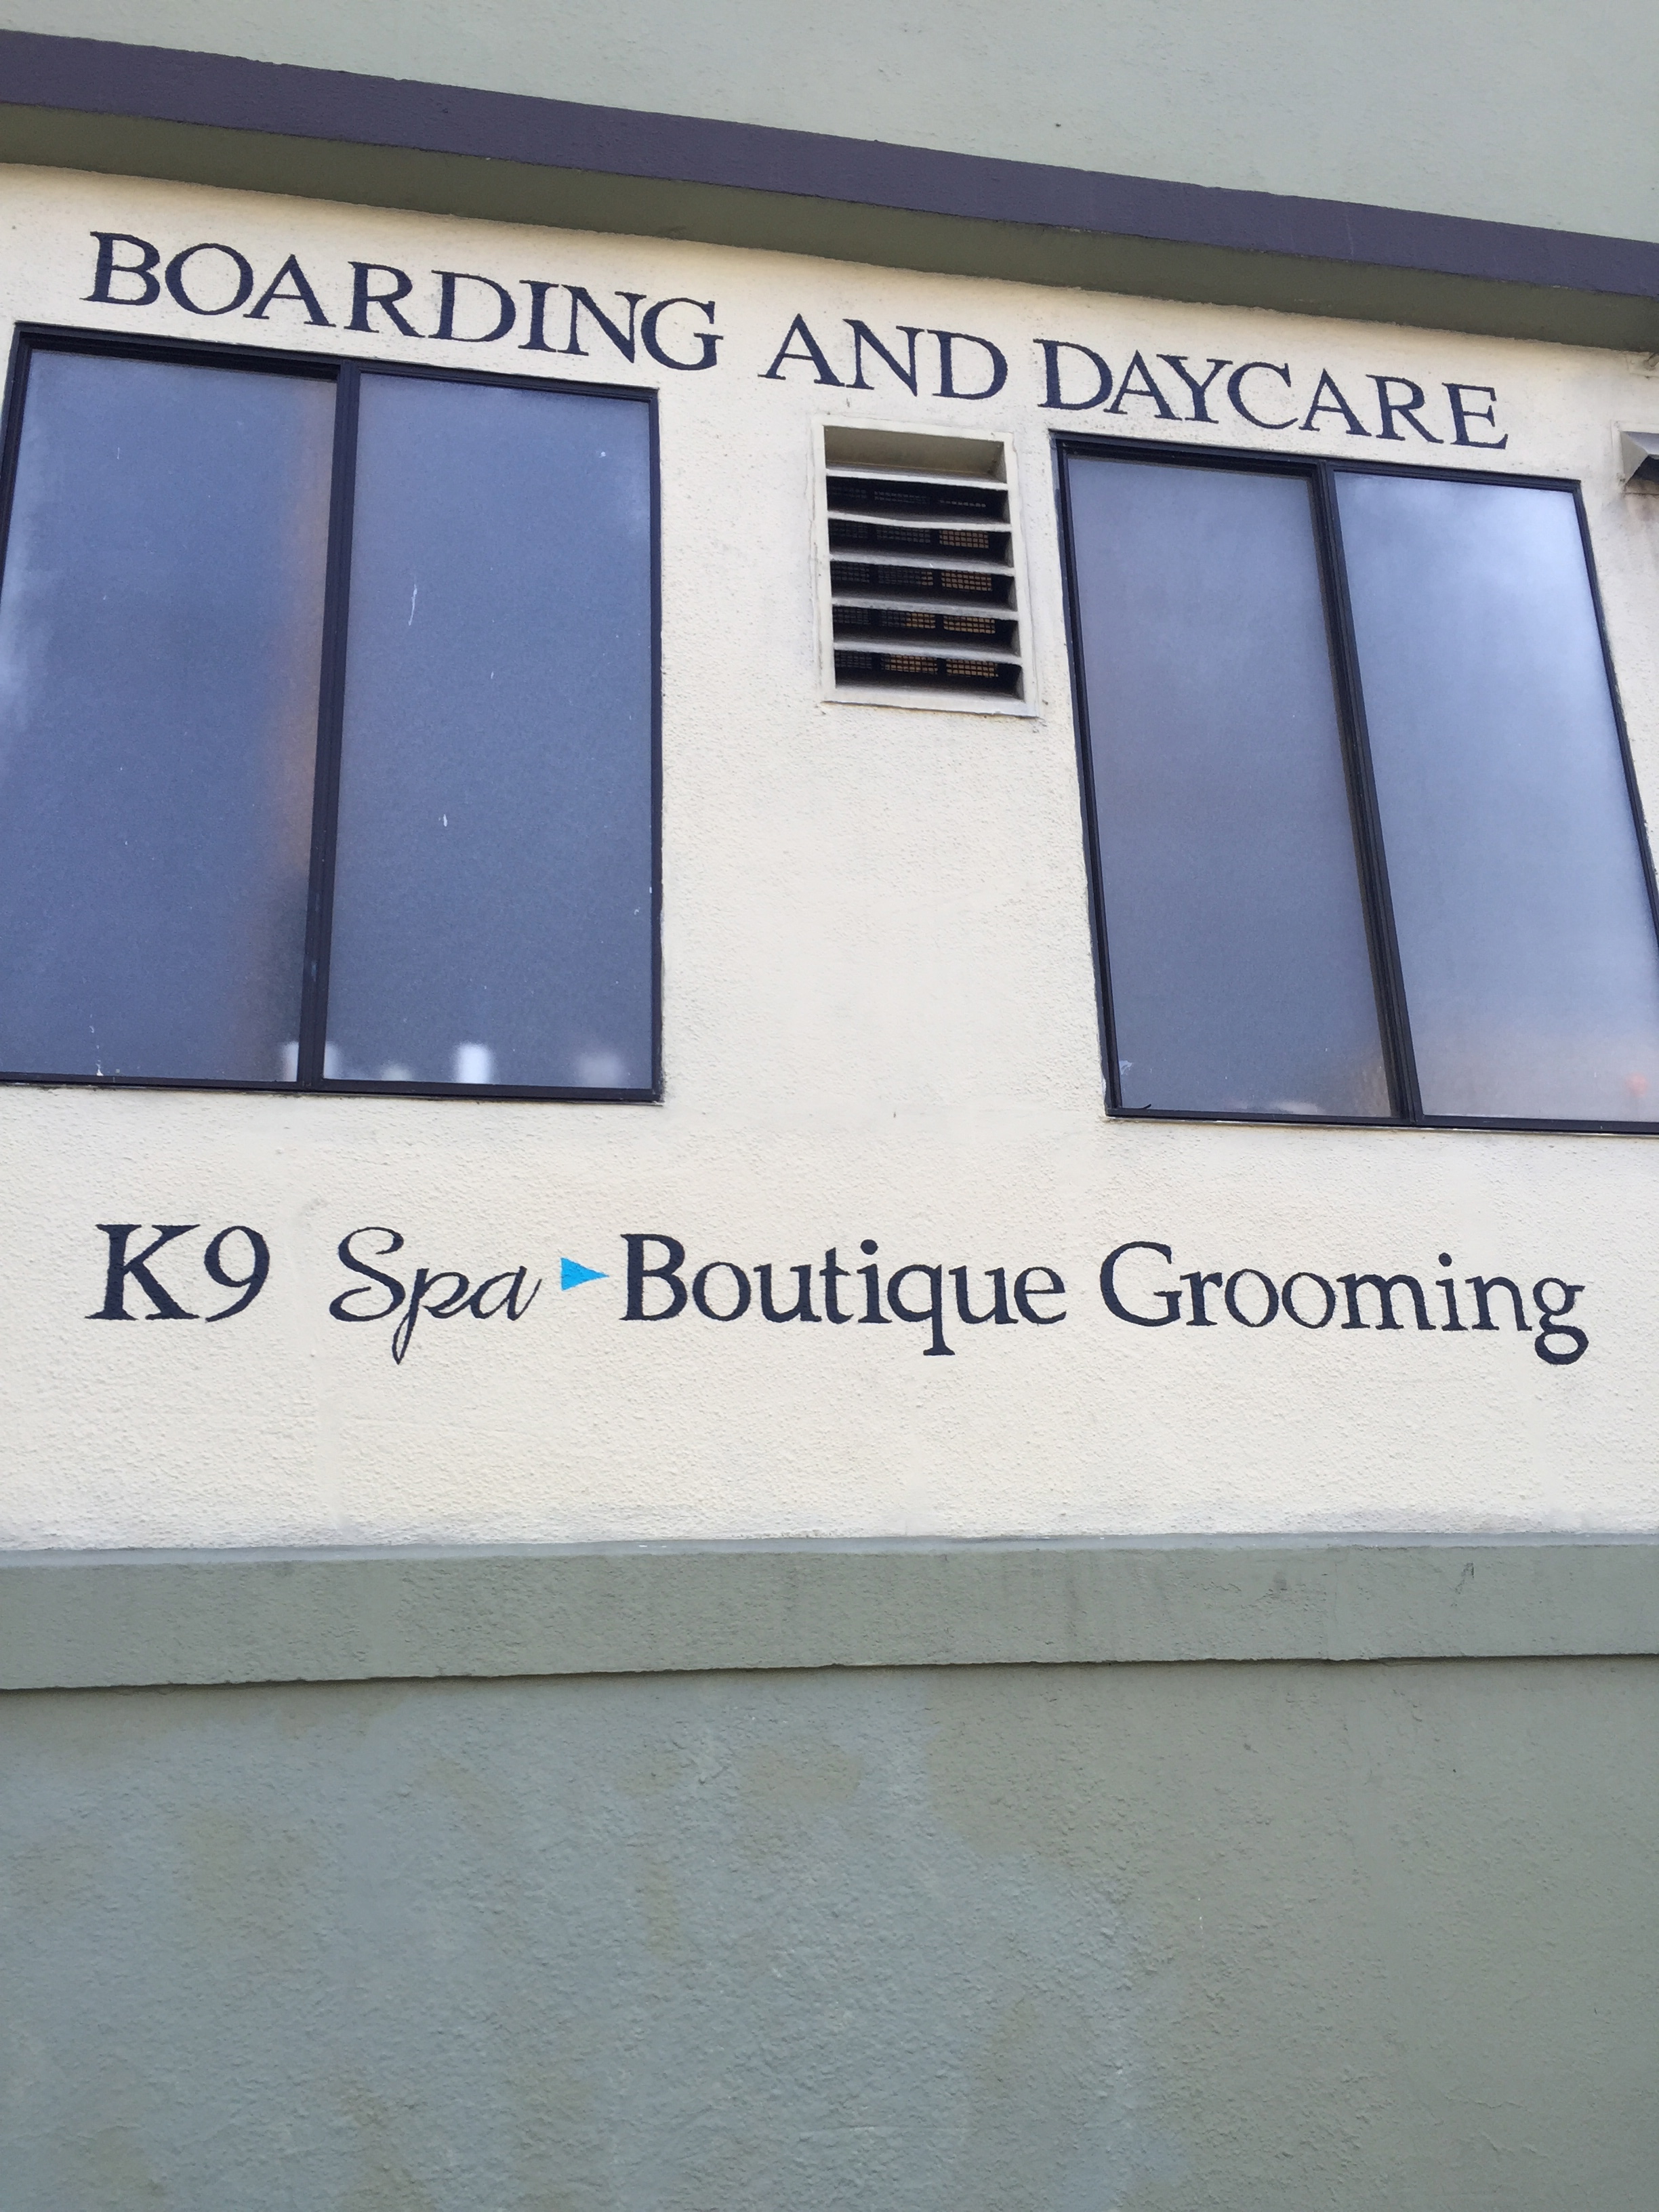 BOARDING AND DAYCARE
K9 Spa ▸ Boutique Grooming